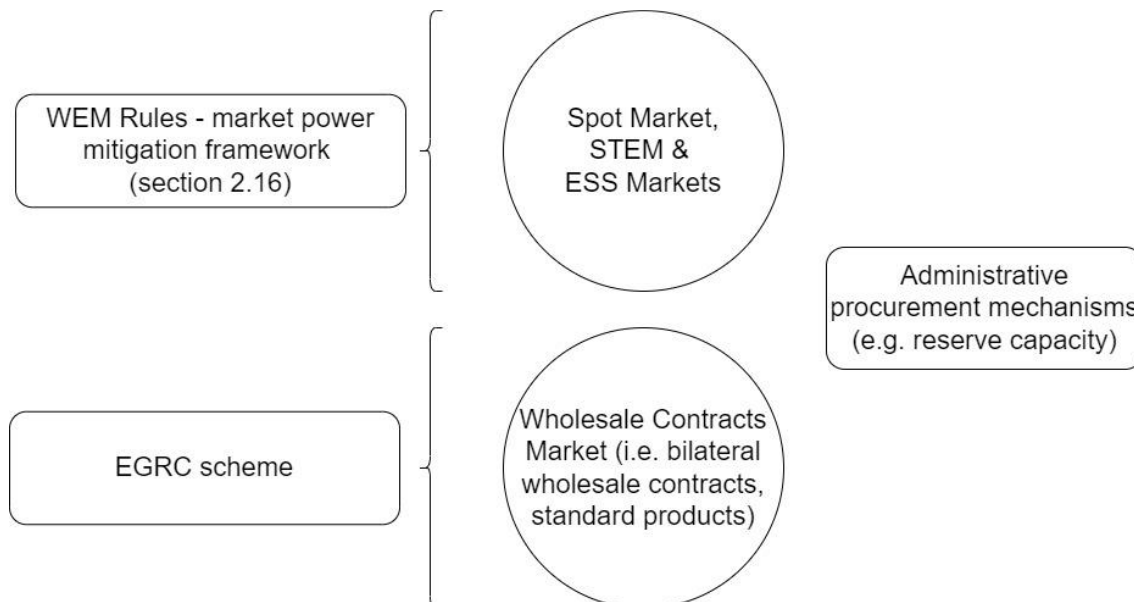 WEM Rules - market power
mitigation framework
(section 2.16)
Spot Market,
STEM &
ESS Markets
Administrative
procurement mechanisms
(e.g. reserve capacity)
EGRC scheme
Wholesale Contracts
Market (i.e. bilateral
wholesale contracts,
standard products)